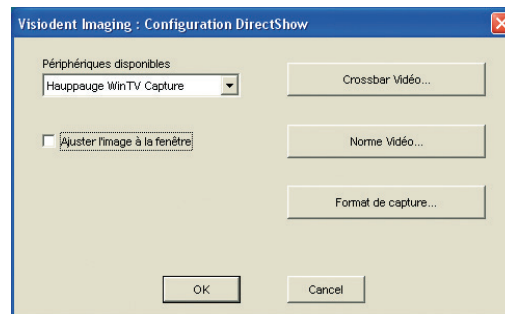 Visiodent Imaging : Configuration DirectShow
Périphériques disponibles
Hauppauge WinTV Capture
Crossbar Vidéo...
Ajuster l'image à la fenêtre
Norme Vidéo...
Format de capture...
OK
Cancel